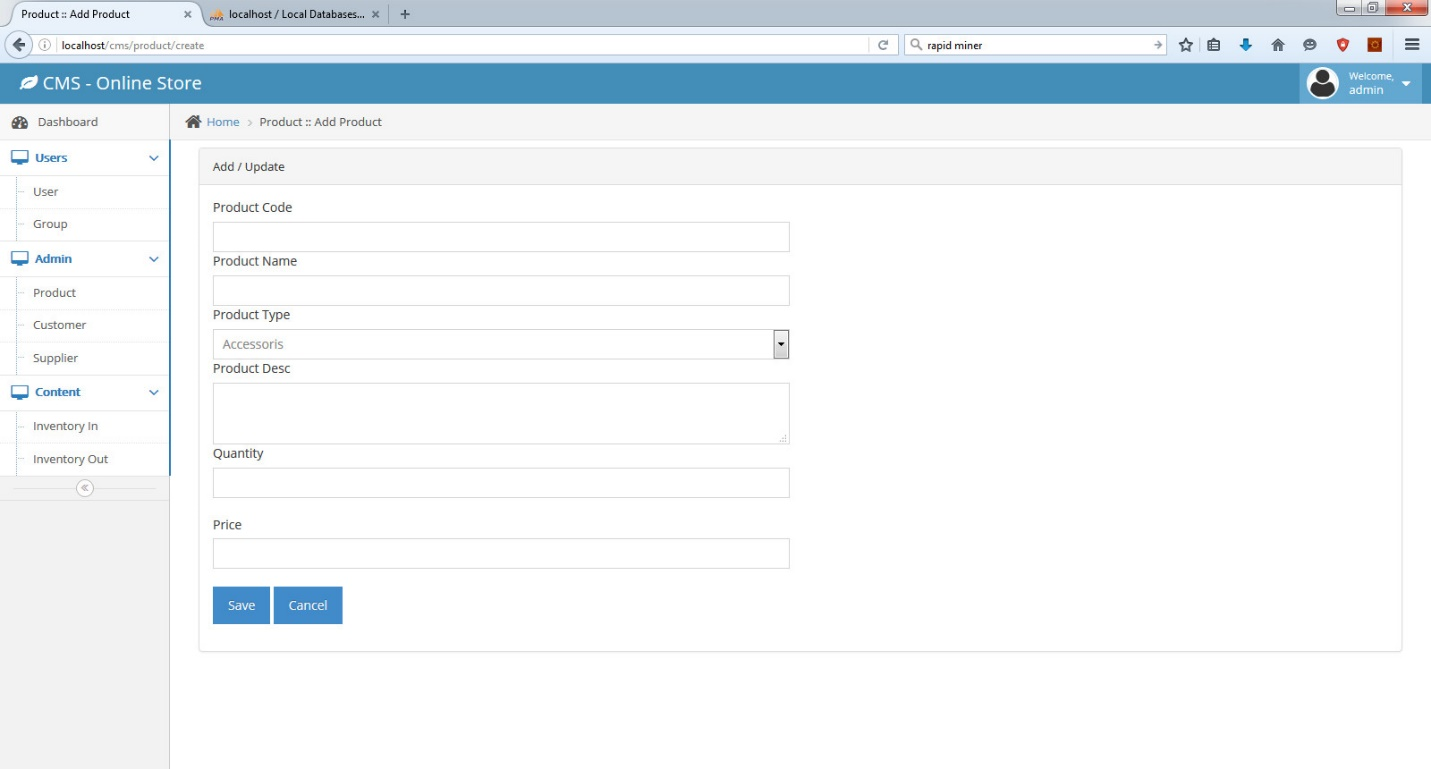 Product :: Add Product
localhost / Local Databases...
localhost/cms/product/create
rapid miner
CMS - Online Store
Welcome,
admin
Dashboard
Home > Product :: Add Product
Users
User
Group
Admin
Product
Customer
Supplier
Content
Inventory In
Inventory Out
Add / Update
Product Code
Product Name
Product Type
Accessoris
Product Desc
Quantity
Price
Save
Cancel